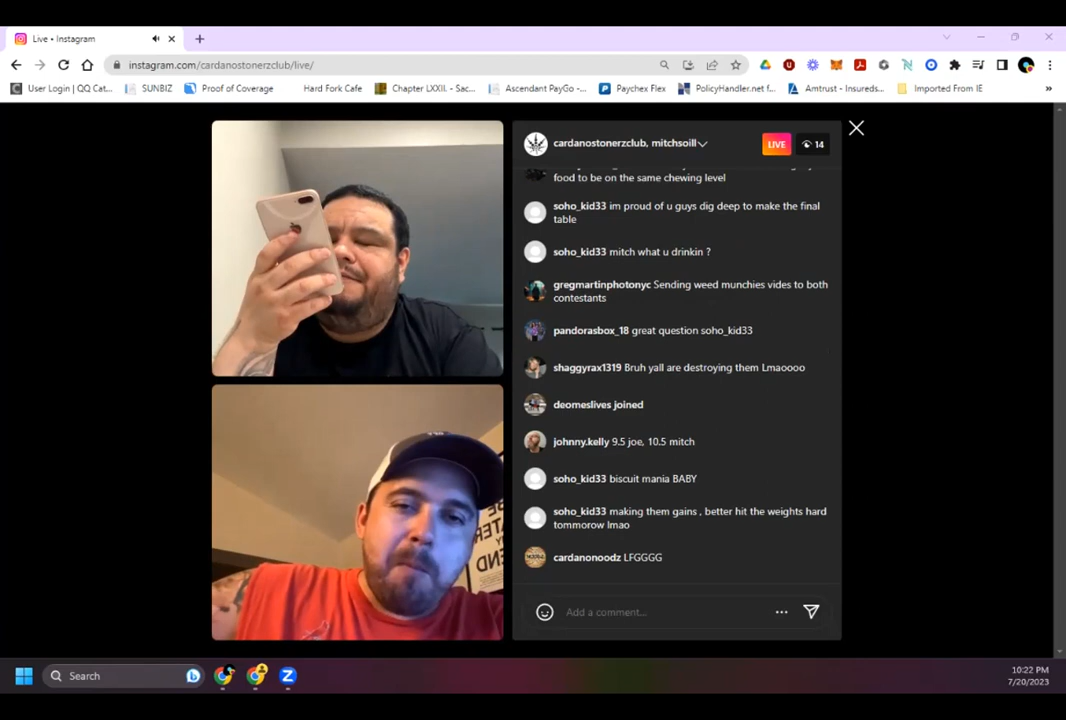 Live • Instagram
instagram.com/cardanostonerzclub/live/
User Login | QQ Cat...
SUNBIZ
Proof of Coverage
Hard Fork Cafe
Chapter LXXII. - Sac...
Ascendant PayGo -...
Paychex Flex
PolicyHandler.net f...
Amtrust - Insureds...
Imported From IE
»
cardanostonerzclub, mitchsoill
LIVE
14
food to be on the same chewing level
soho_kid33 im proud of u guys dig deep to make the final
table
soho_kid33 mitch what u drinkin ?
gregmartinphotonyc Sending weed munchies vides to both
contestants
pandorasbox_18 great question soho_kid33
shaggyrax1319 Bruh yall are destroying them Lmaoooo
deomeslives joined
johnny.kelly 9.5 joe, 10.5 mitch
soho_kid33 biscuit mania BABY
soho_kid33 making them gains , better hit the weights hard
tommorow lmao
cardanonoodz LFGGGG
Add a comment...
Search
10:22 PM
7/20/2023